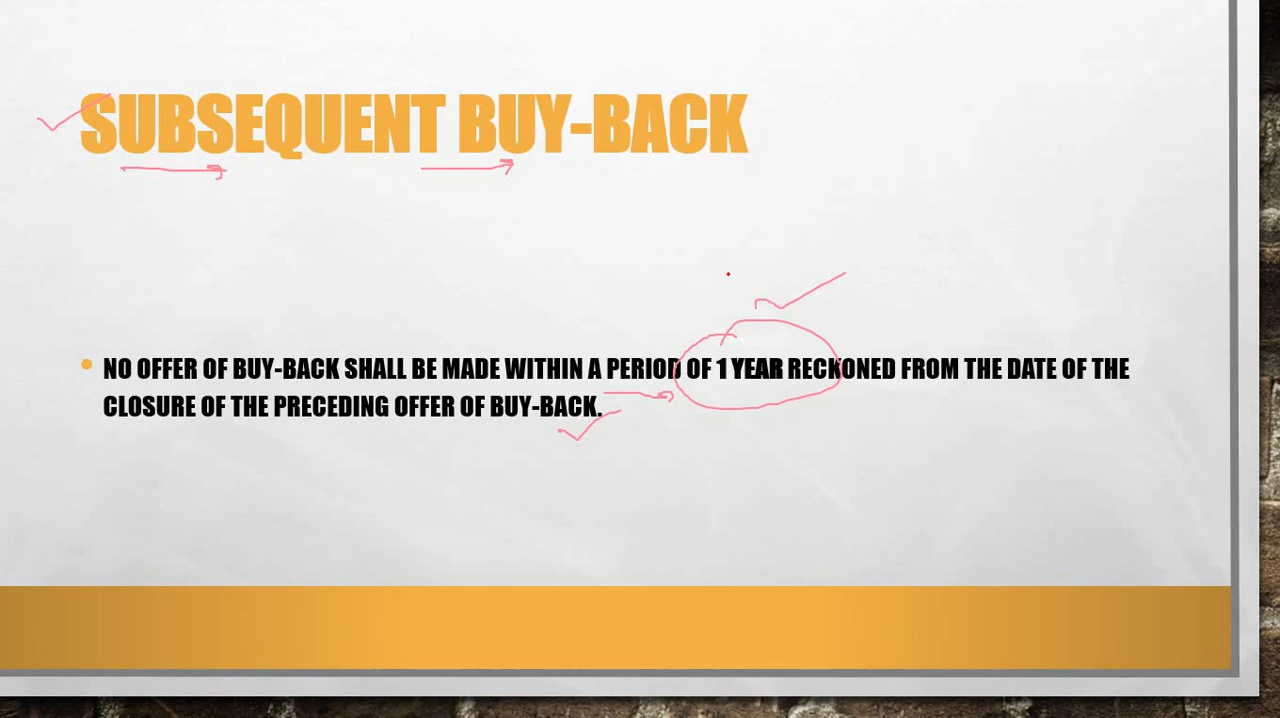 SUBSEQUENT BUY-BACK
NO OFFER OF BUY-BACK SHALL BE MADE WITHIN A PERIOD OF 1 YEAR RECKONED FROM THE DATE OF THE
CLOSURE OF THE PRECEDING OFFER OF BUY-BACK.